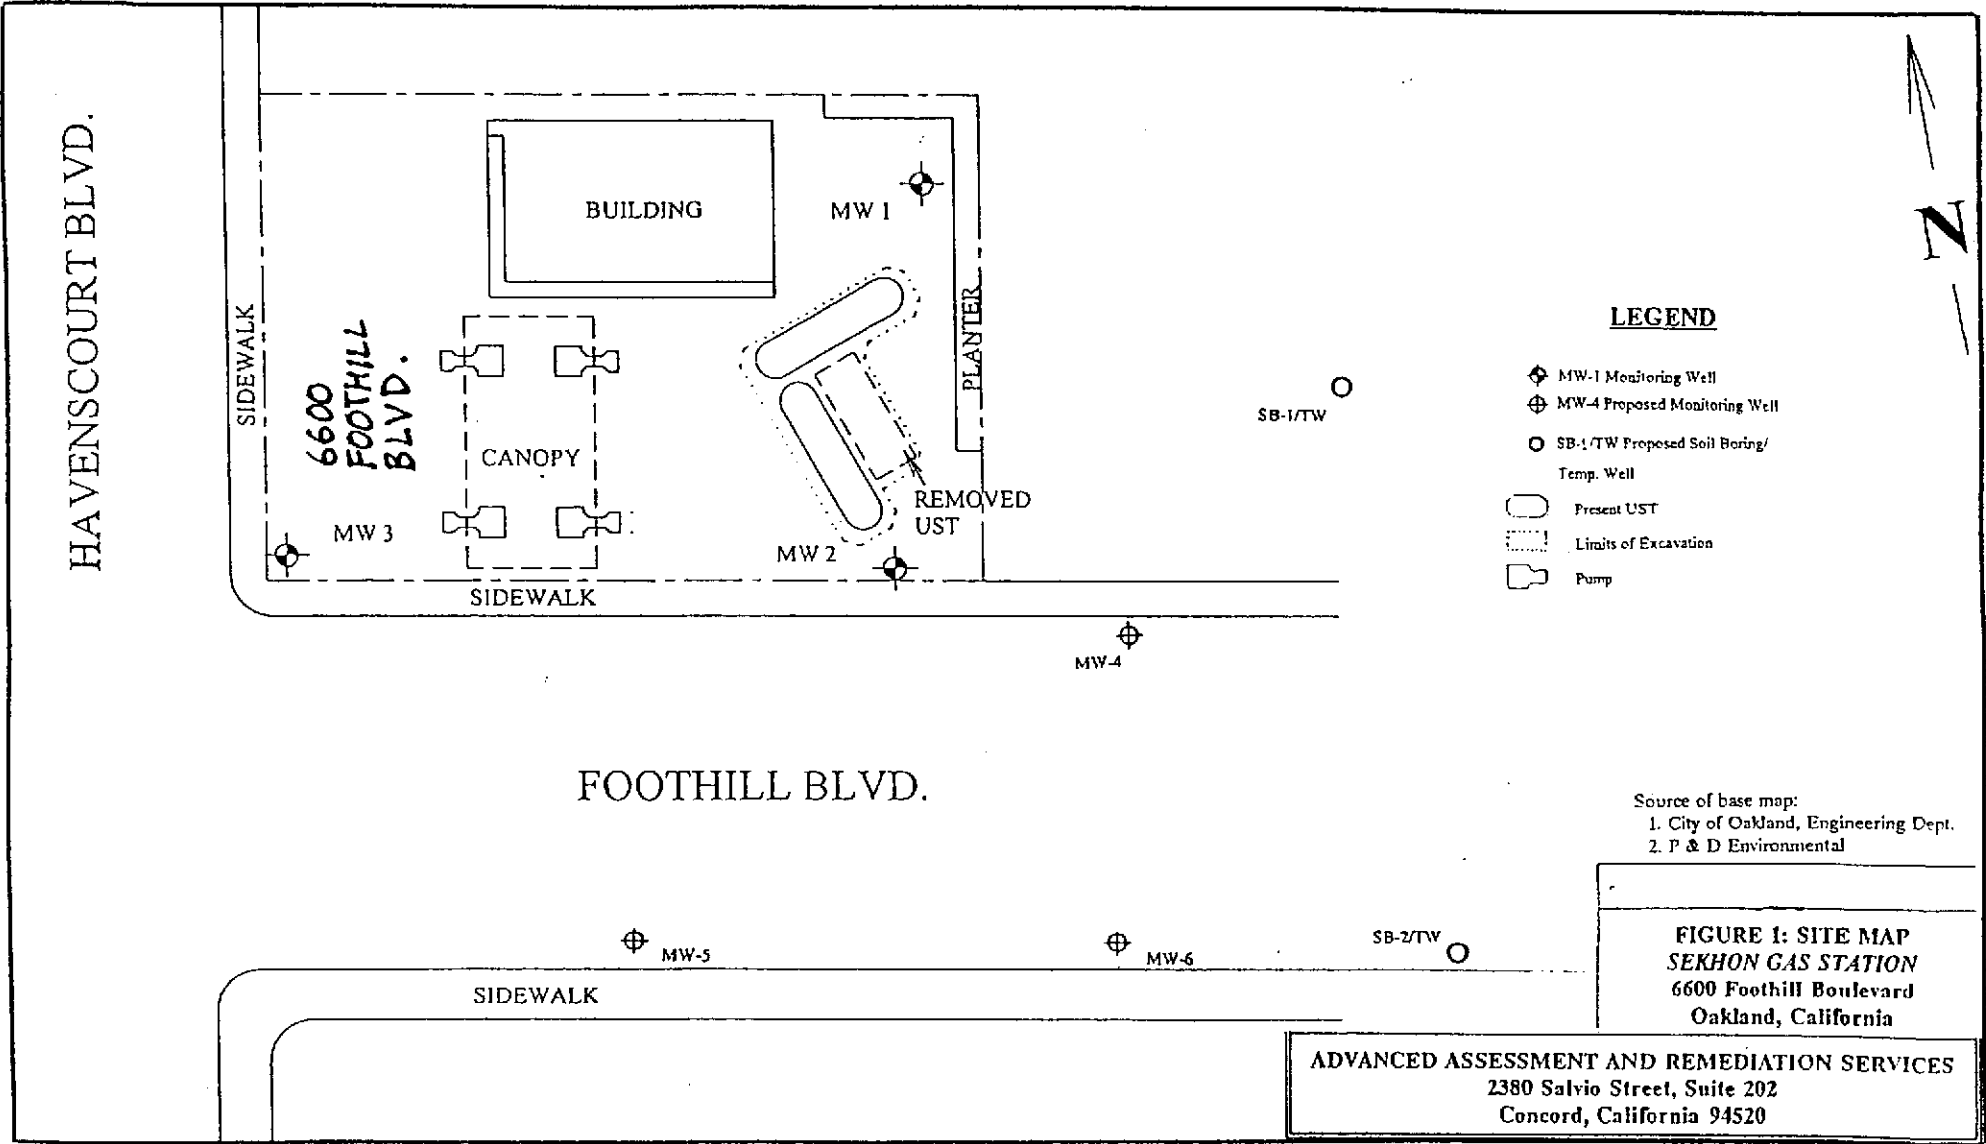 HAVENSCOURT BLVD.
SIDEWALK
6600
FOOTHILL
BLVD.
BUILDING
MW 1
PLANTER
CANOPY
REMOVED
UST
MW 3
MW 2
SIDEWALK
MW-4
SB-1/TW
N
LEGEND
MW-1 Monitoring Well
MW-4 Proposed Monitoring Well
SB-1/TW Proposed Soil Boring/
Temp. Well
Present UST
Limits of Excavation
Pump
FOOTHILL BLVD.
Source of base map:
1. City of Oakland, Engineering Dept.
2. P & D Environmental
MW-5
MW-6
SB-2/TW
SIDEWALK
FIGURE 1: SITE MAP
SEKHON GAS STATION
6600 Foothill Boulevard
Oakland, California
ADVANCED ASSESSMENT AND REMEDIATION SERVICES
2380 Salvio Street, Suite 202
Concord, California 94520